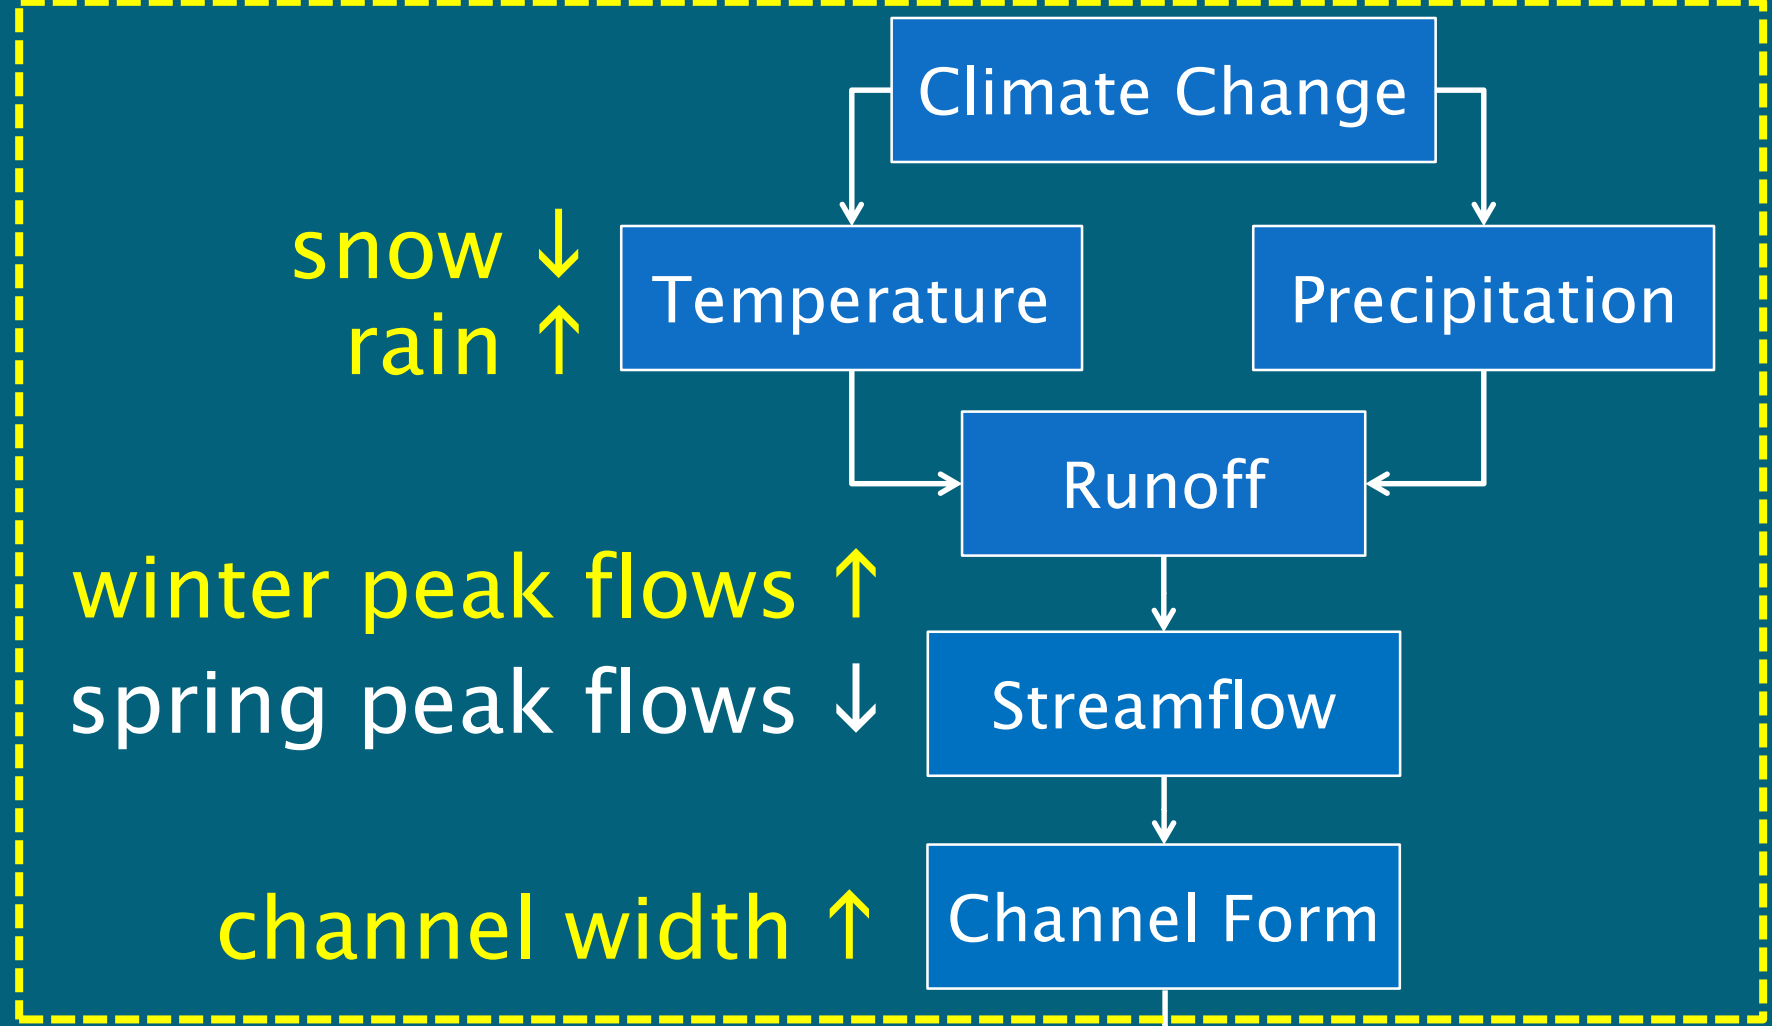 Climate Change
snow ↓
rain ↑
Temperature
Precipitation
Runoff
winter peak flows ↑
spring peak flows ↓
Streamflow
channel width ↑
Channel Form